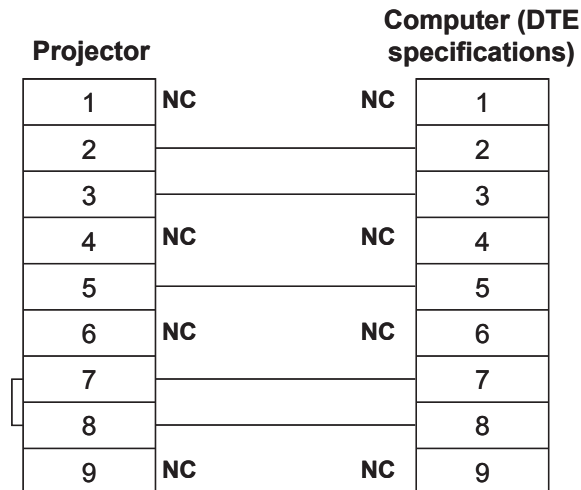 Computer (DTE
Projector specifications)
1 NC NC 1
2 2
3 3
4 NC NC 4
5 5
6 NC NC 6
7 7
8 8
9 NC NC 9